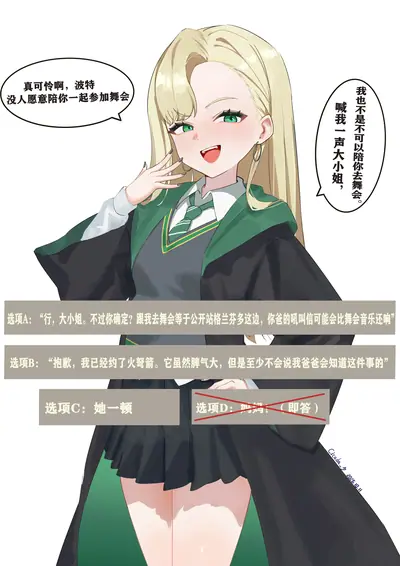 真可怜啊，波特
没人愿意陪你一起参加舞会
我也不是不可以陪你去舞会。
喊我一声大小姐，
选项A：“行，大小姐。不过你确定？跟我去舞会等于公开站格兰芬多这边，你爸的吼叫信可能会比舞会音乐还响”
选项B：“抱歉，我已经约了火弩箭。它虽然脾气大，但是至少不会说我爸爸会知道这件事的”
选项C：她一顿
选项D：（即答）